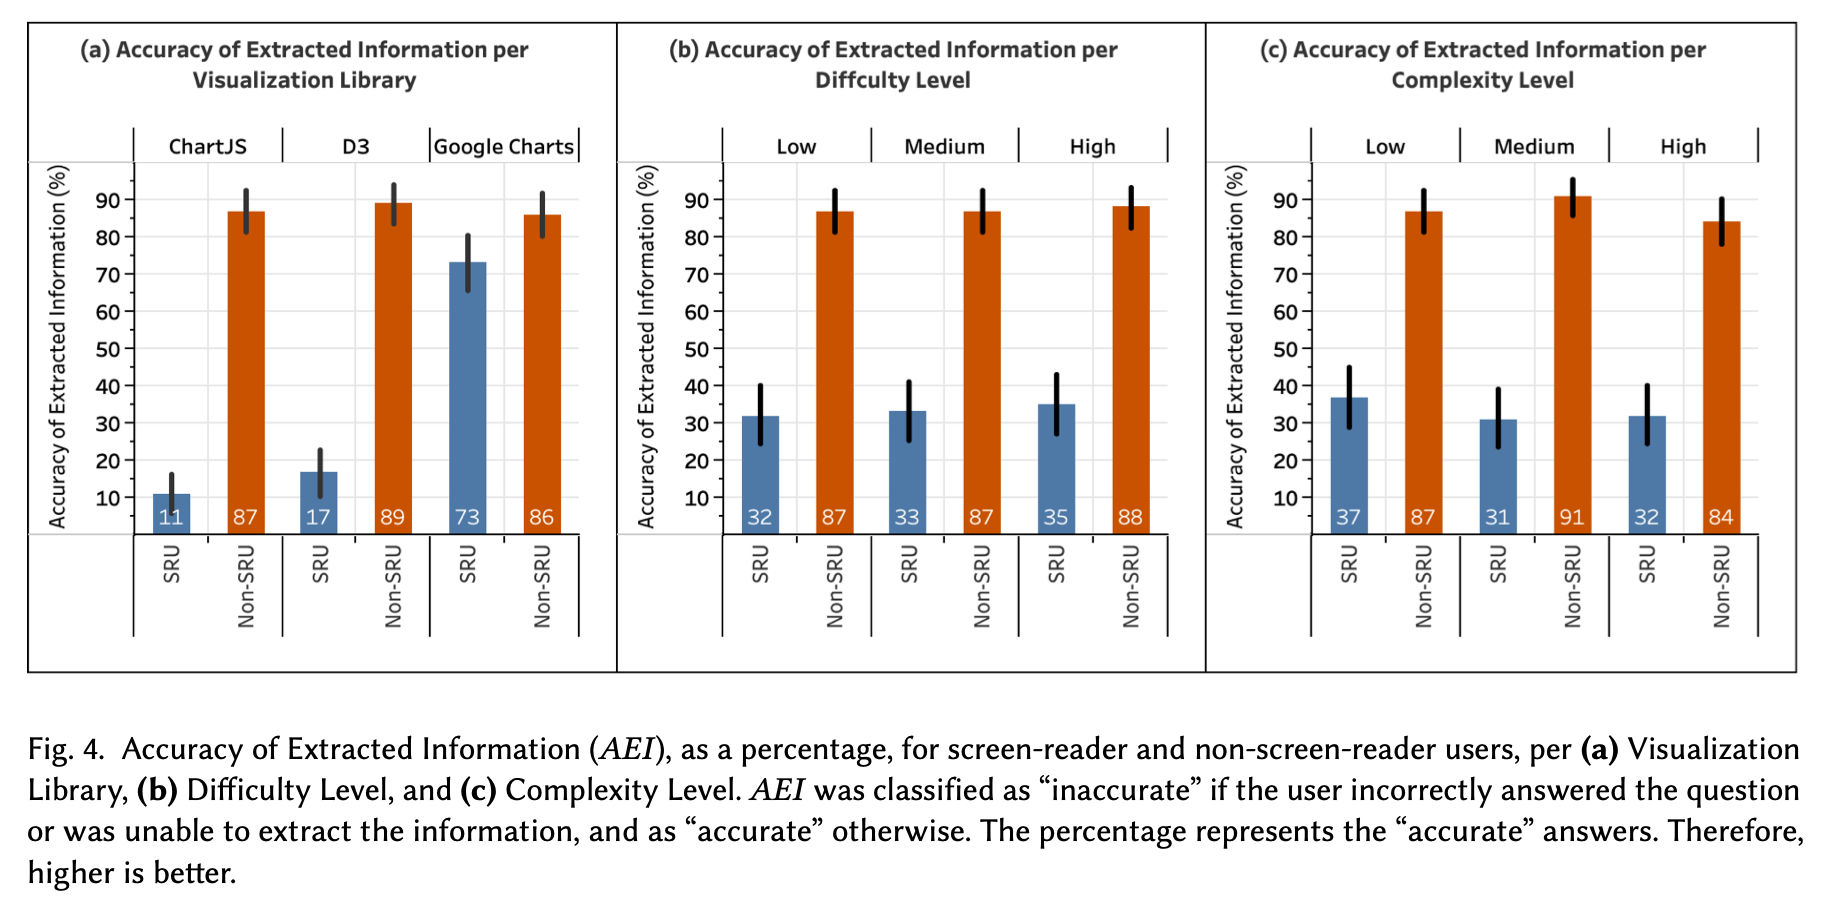 (a) Accuracy of Extracted Information per
Visualization Library
ChartJS D3 Google Charts
Accuracy of Extracted Information (%)
90
80
70
60
50
40
30
20
10
11 87 17 89 73 86
SRU Non-SRU SRU Non-SRU SRU Non-SRU
(b) Accuracy of Extracted Information per
Diffculty Level
Low Medium High
Accuracy of Extracted Information (%)
90
80
70
60
50
40
30
20
10
32 87 33 87 35 88
SRU Non-SRU SRU Non-SRU SRU Non-SRU
(c) Accuracy of Extracted Information per
Complexity Level
Low Medium High
Accuracy of Extracted Information (%)
90
80
70
60
50
40
30
20
10
37 87 31 91 32 84
SRU Non-SRU SRU Non-SRU SRU Non-SRU
Fig. 4. Accuracy of Extracted Information (AEI), as a percentage, for screen-reader and non-screen-reader users, per (a) Visualization
Library, (b) Difficulty Level, and (c) Complexity Level. AEI was classified as “inaccurate” if the user incorrectly answered the question
or was unable to extract the information, and as “accurate” otherwise. The percentage represents the “accurate” answers. Therefore,
higher is better.